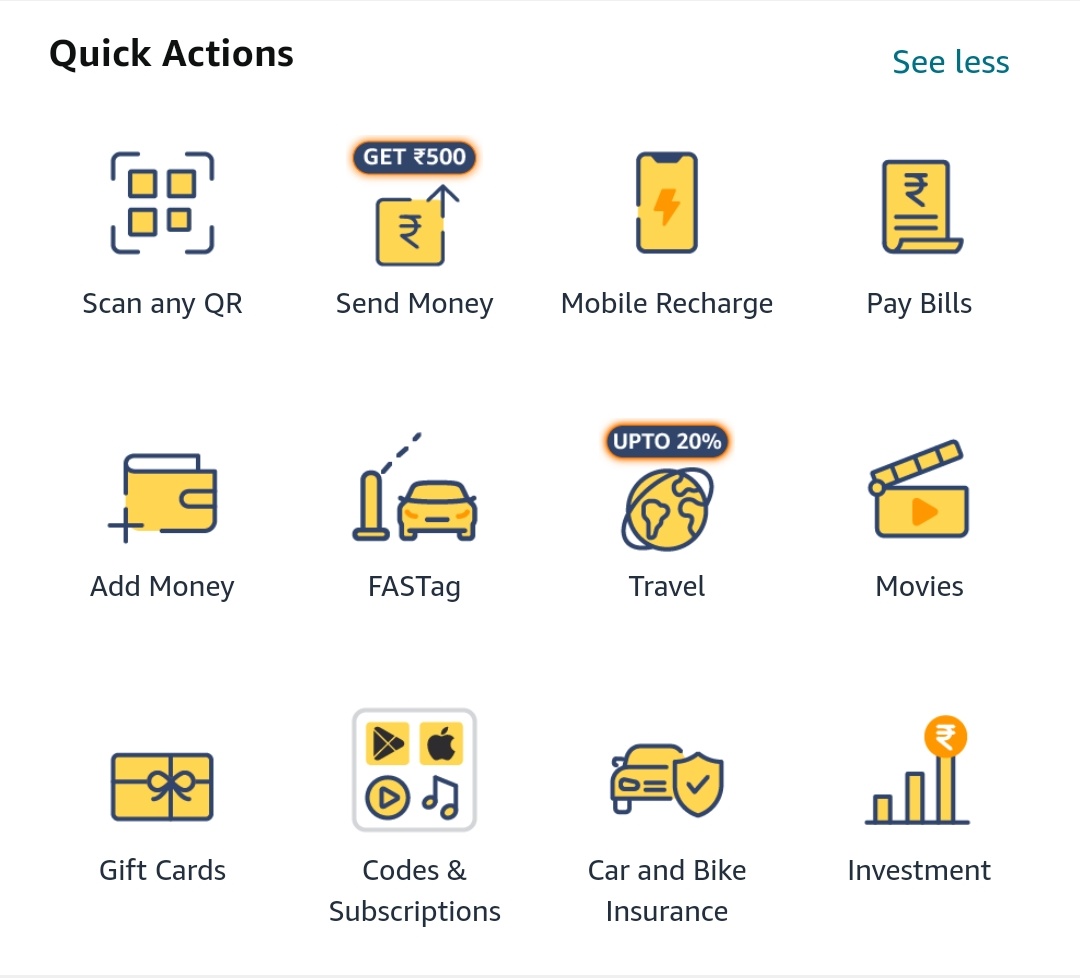 Quick Actions
See less
GET ₹500
₹
₹
Scan any QR
Send Money
Mobile Recharge
Pay Bills
UPTO 20%
Add Money
FASTag
Travel
Movies
₹
Gift Cards
Codes &
Subscriptions
Car and Bike
Insurance
Investment